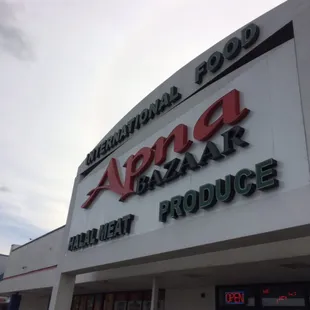 INTERNATIONAL FOOD
Apna
BAZAAR
HALAL MEAT PRODUCE
OPEN